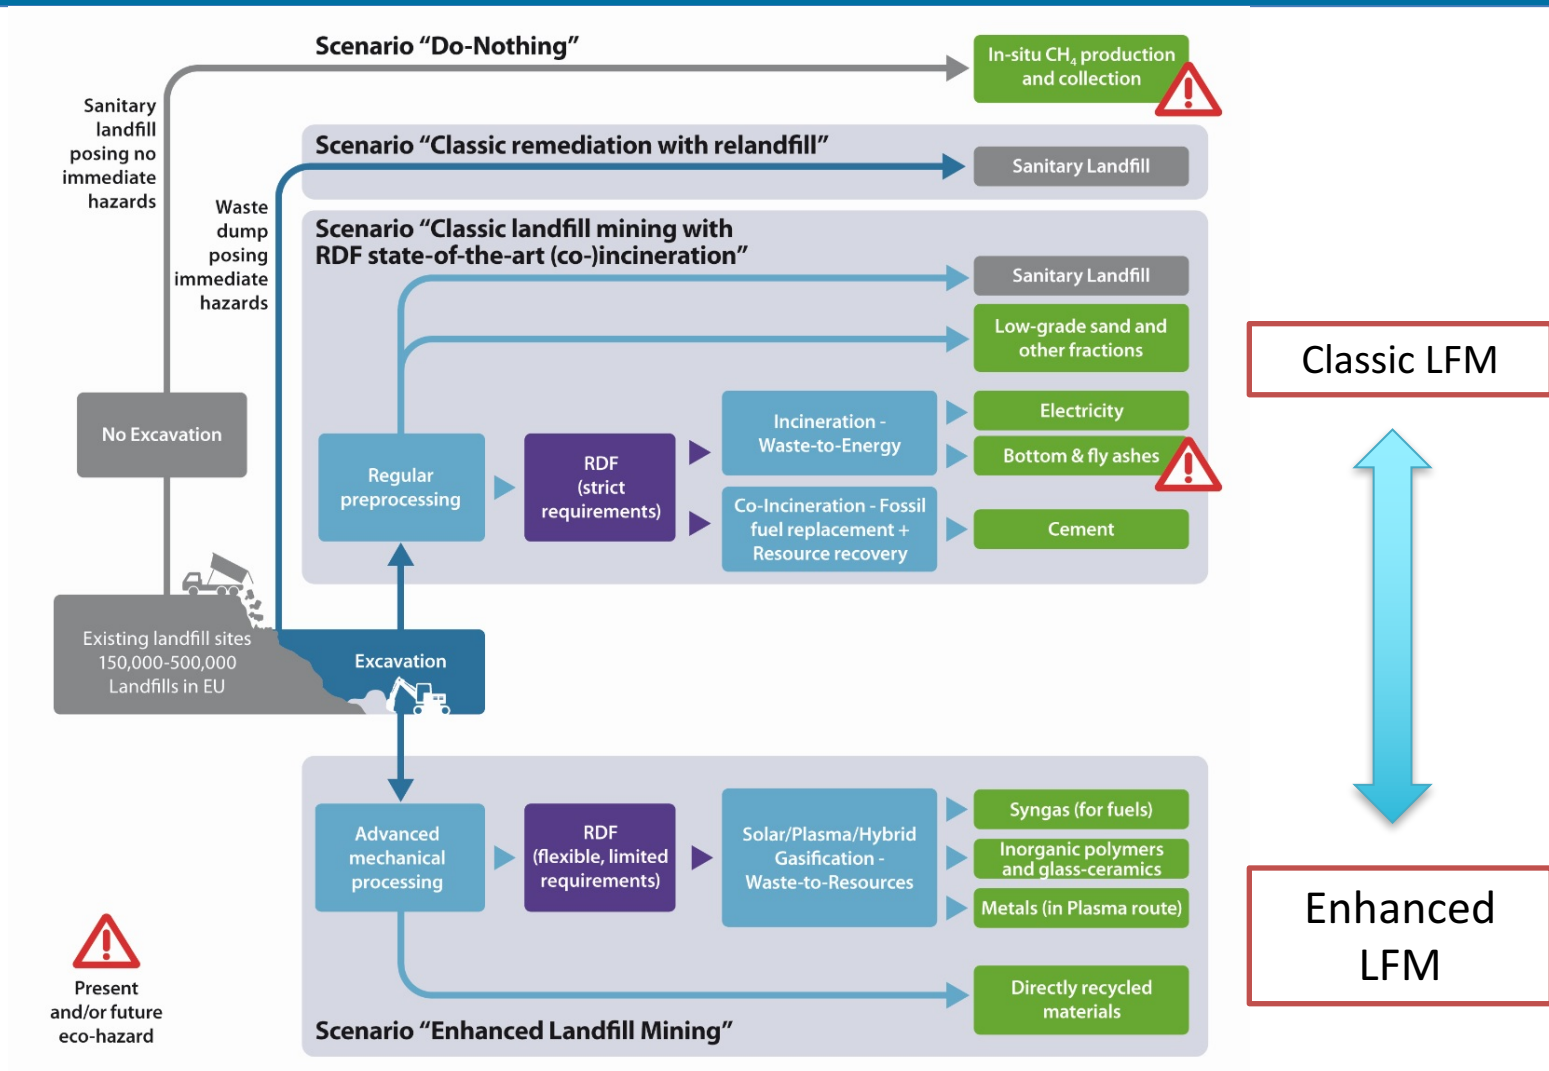 Scenario “Do-Nothing”
In-situ CH₄ production
and collection
Sanitary
landfill
posing no
immediate
hazards
Scenario “Classic remediation with relandfill”
Sanitary Landfill
Waste
dump
posing
immediate
hazards
Scenario “Classic landfill mining with
RDF state-of-the-art (co-)incineration”
Sanitary Landfill
Low-grade sand and
other fractions
Classic LFM
No Excavation
Regular
preprocessing
RDF
(strict
requirements)
Incineration -
Waste-to-Energy
Electricity
Bottom & fly ashes
Co-Incineration - Fossil
fuel replacement +
Resource recovery
Cement
Existing landfill sites
150,000-500,000
Landfills in EU
Excavation
Advanced
mechanical
processing
RDF
(flexible, limited
requirements)
Solar/Plasma/Hybrid
Gasification -
Waste-to-Resources
Syngas (for fuels)
Inorganic polymers
and glass-ceramics
Metals (in Plasma route)
Enhanced
LFM
Directly recycled
materials
Scenario “Enhanced Landfill Mining”
Present
and/or future
eco-hazard